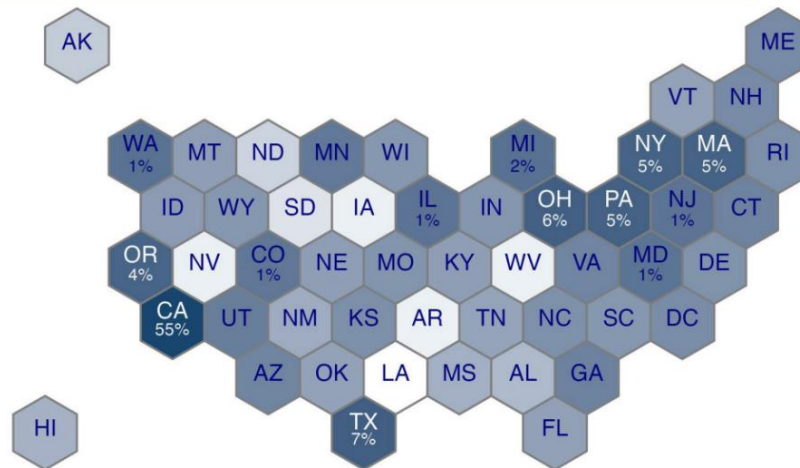 AK
ME
VT NH
WA MT ND MN WI MI NY MA RI
1% 2% 5% 5%
ID WY SD IA IL IN OH PA NJ CT
1% 6% 5% 1%
OR NV CO NE MO KY WV VA MD DE
4% 1% 1%
CA UT NM KS AR TN NC SC DC
55%
AZ OK LA MS AL GA
HI TX FL
7%